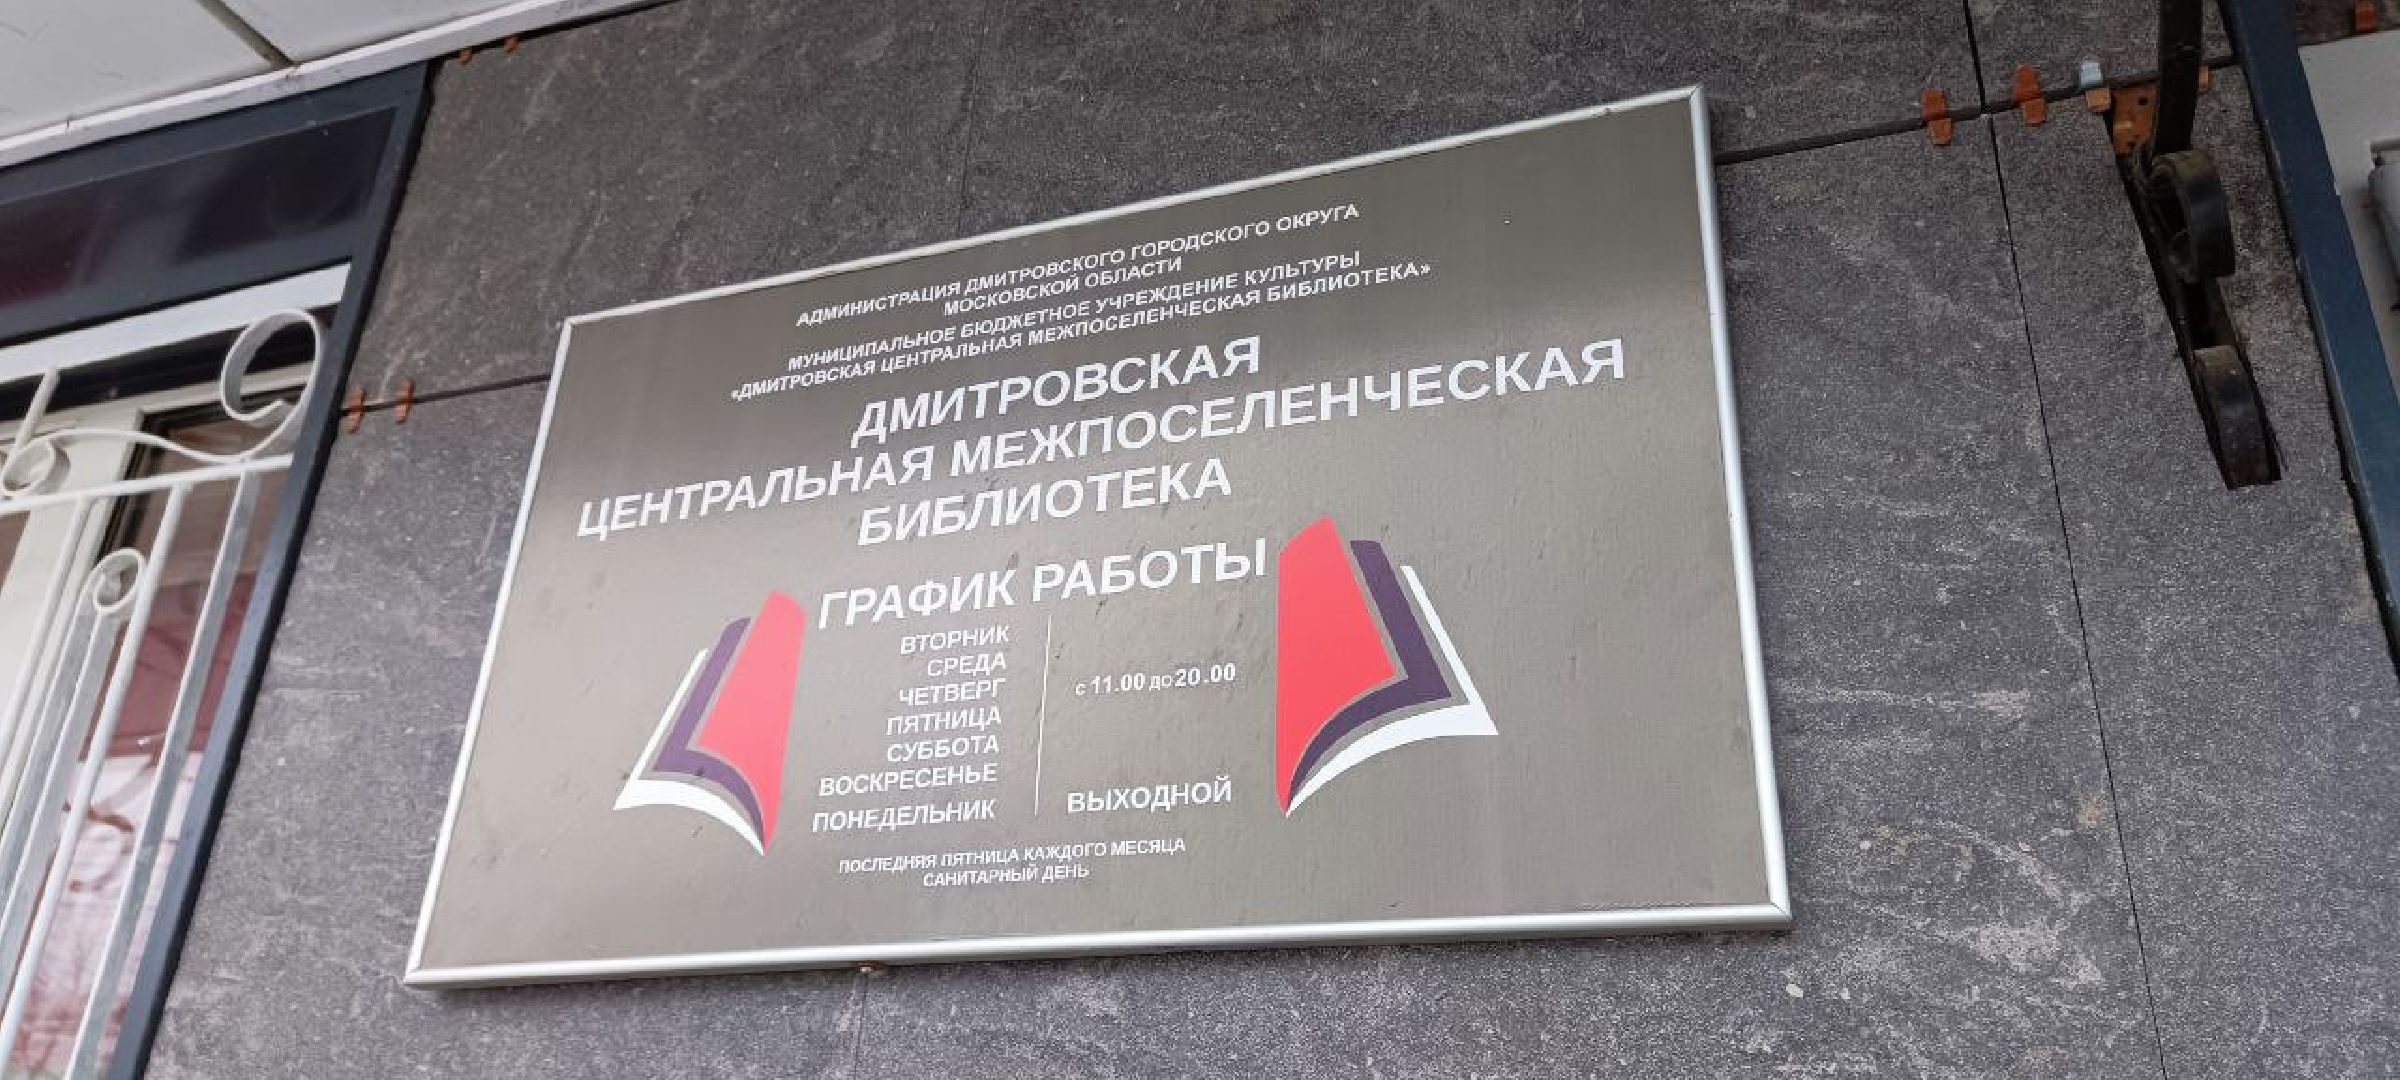 АДМИНИСТРАЦИЯ ДМИТРОВСКОГО ГОРОДСКОГО ОКРУГА
МОСКОВСКОЙ ОБЛАСТИ
МУНИЦИПАЛЬНОЕ БЮДЖЕТНОЕ УЧРЕЖДЕНИЕ КУЛЬТУРЫ
«ДМИТРОВСКАЯ ЦЕНТРАЛЬНАЯ МЕЖПОСЕЛЕНЧЕСКАЯ БИБЛИОТЕКА»
ДМИТРОВСКАЯ
ЦЕНТРАЛЬНАЯ МЕЖПОСЕЛЕНЧЕСКАЯ
БИБЛИОТЕКА
ГРАФИК РАБОТЫ
ВТОРНИК
СРЕДА
ЧЕТВЕРГ
ПЯТНИЦА
СУББОТА
ВОСКРЕСЕНЬЕ
с 11.00 до 20.00
ПОНЕДЕЛЬНИК ВЫХОДНОЙ
ПОСЛЕДНЯЯ ПЯТНИЦА КАЖДОГО МЕСЯЦА
САНИТАРНЫЙ ДЕНЬ